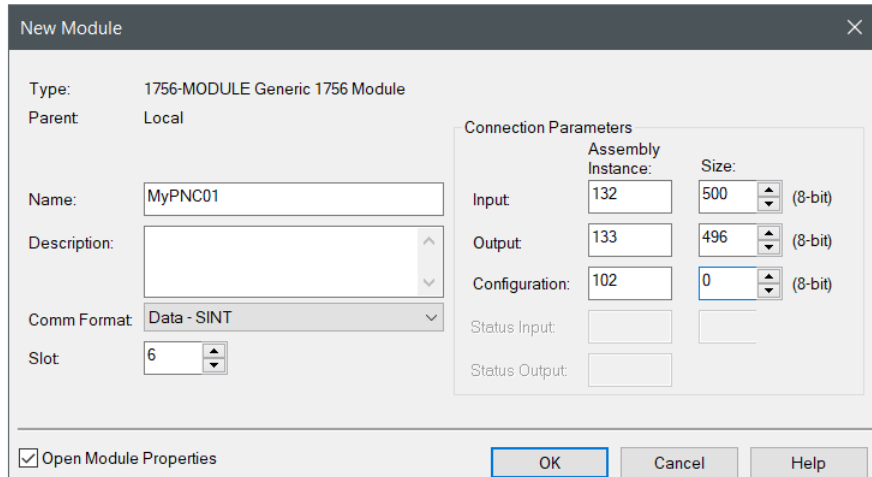 New Module
Type: 1756-MODULE Generic 1756 Module
Parent: Local
Connection Parameters
Assembly
Instance: Size:
Name: MyPNC01
Input: 132 500 (8-bit)
Description:
Output: 133 496 (8-bit)
Configuration: 102 0 (8-bit)
Comm Format: Data - SINT
Status Input:
Slot: 6
Status Output:
Open Module Properties
OK Cancel Help